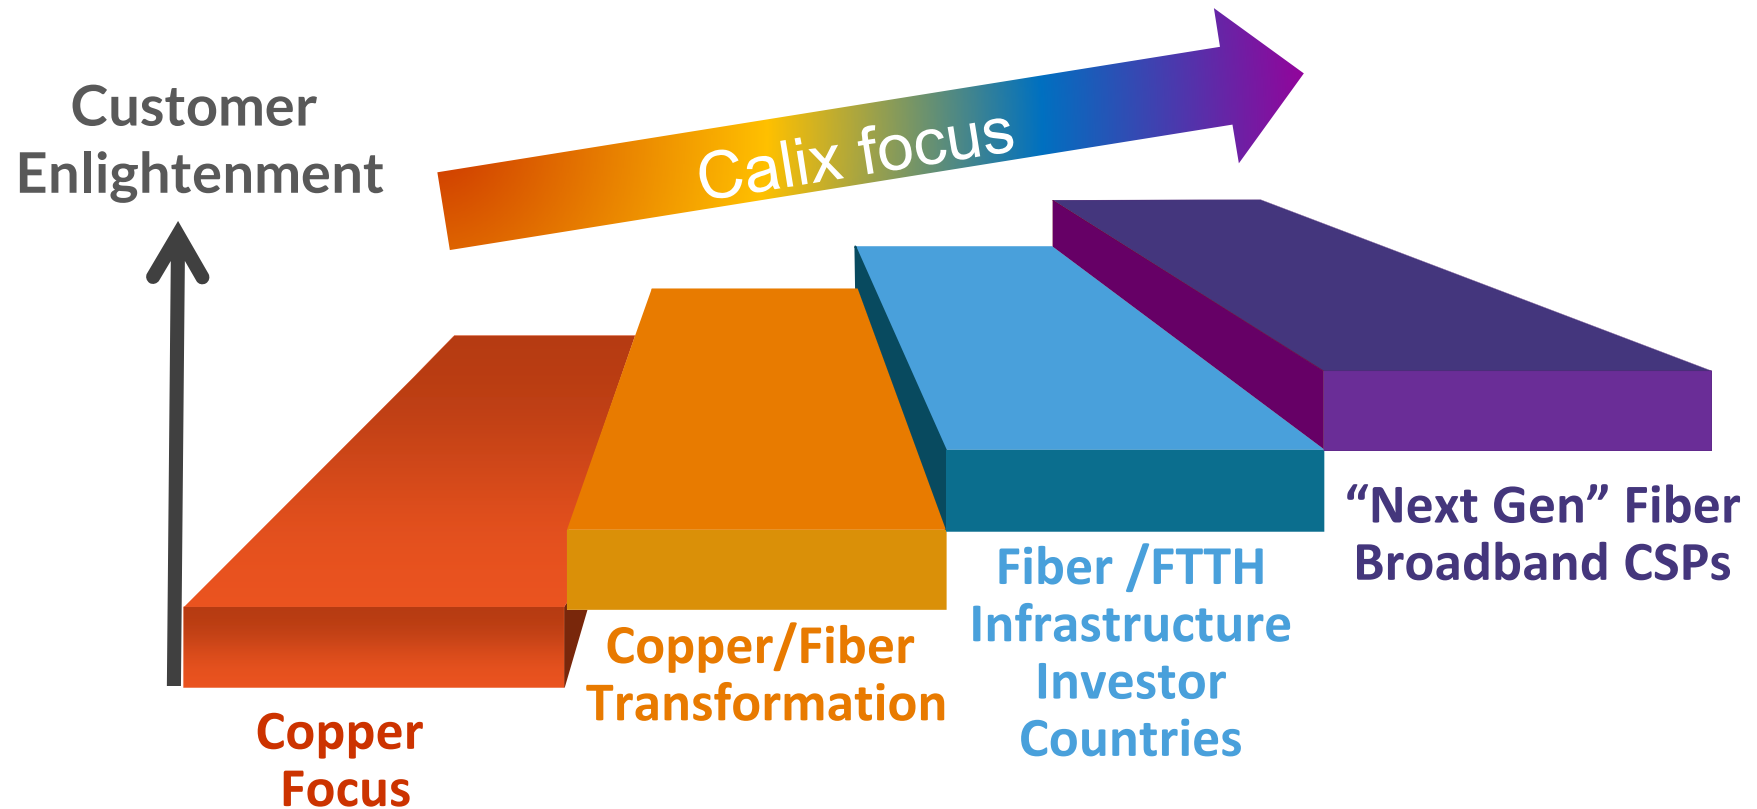 Customer
Enlightenment
Calix focus
Copper
Focus
Copper/Fiber
Transformation
Fiber /FTTH
Infrastructure
Investor
Countries
“Next Gen” Fiber
Broadband CSPs